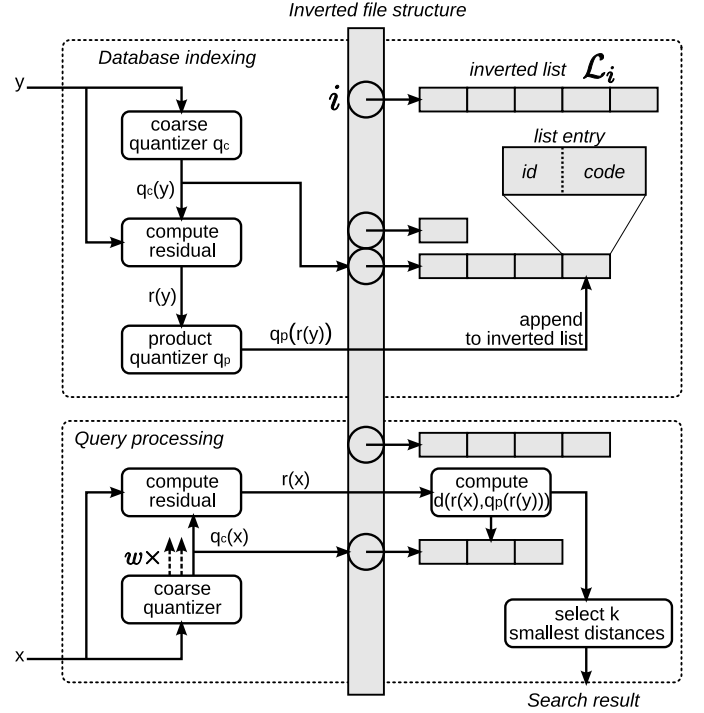 Inverted file structure
Database indexing
y
i
inverted list 𝓛i
coarse
quantizer qc
list entry
id
code
qc(y)
compute
residual
r(y)
product
quantizer qp
qp(r(y))
append
to inverted list
Query processing
compute
residual
r(x)
compute
d(r(x),qp(r(y)))
w×
qc(x)
coarse
quantizer
select k
smallest distances
x
Search result